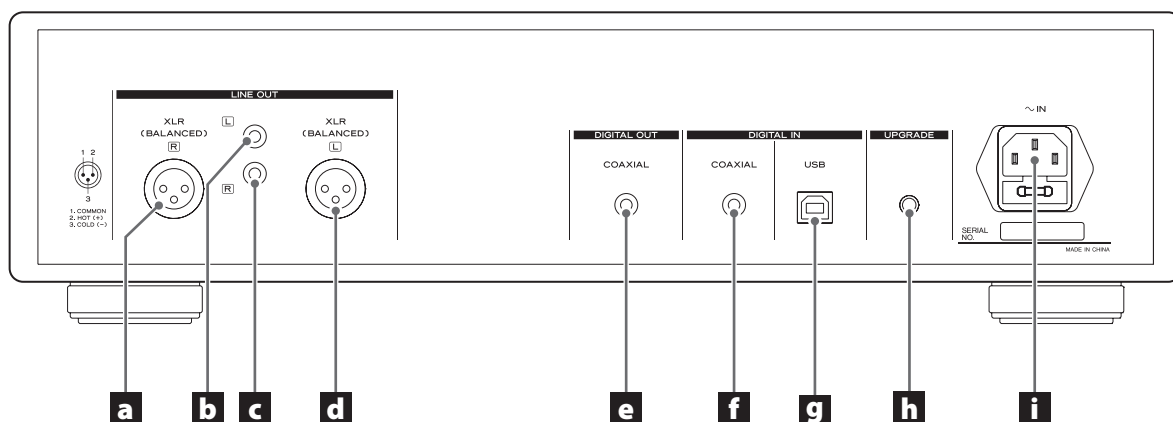 LINE OUT
XLR
(BALANCED)
R
L
R
XLR
(BALANCED)
L
1 2
3
1. COMMON
2. HOT (+)
3. COLD (−)
DIGITAL OUT
COAXIAL
DIGITAL IN
COAXIAL
USB
UPGRADE
~ IN
SERIAL
NO.
MADE IN CHINA
a b c d e f g h i